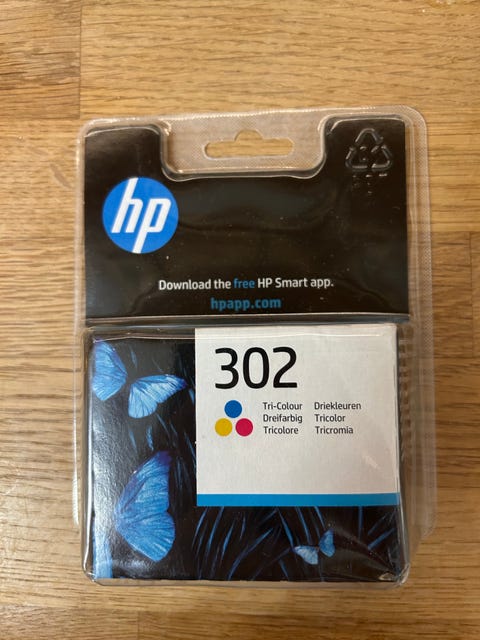 hp
Download the free HP Smart app.
hpapp.com
302
Tri-Colour Driekleuren
Dreifarbig Tricolor
Tricolore Tricromia